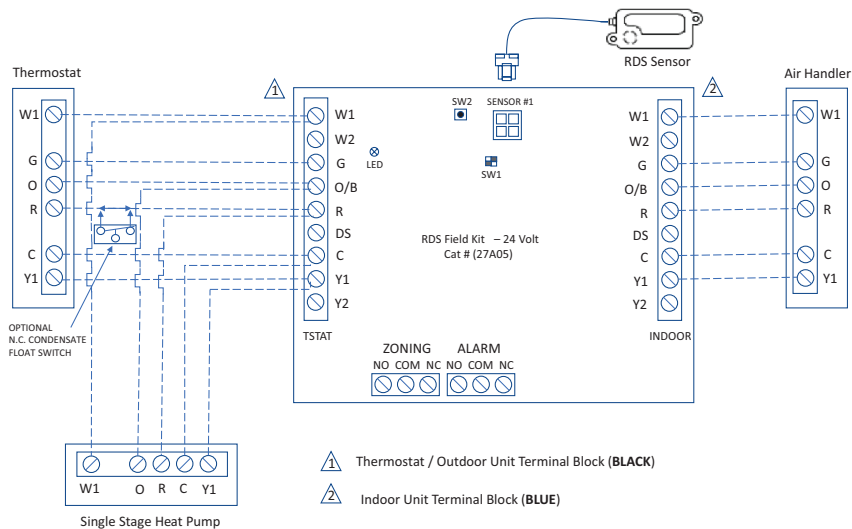 RDS Sensor
Thermostat
W1
G
O
R
C
Y1
OPTIONAL
N.C. CONDENSATE
FLOAT SWITCH
1
W1
W2
G
O/B
R
DS
C
Y1
Y2
TSTAT
SW2
SENSOR #1
LED
SW1
RDS Field Kit – 24 Volt
Cat # (27A05)
ZONING
NO COM NC
ALARM
NO COM NC
2
W1
W2
G
O/B
R
DS
C
Y1
Y2
INDOOR
Air Handler
W1
G
O
R
C
Y1
W1 O R C Y1
Single Stage Heat Pump
1 Thermostat / Outdoor Unit Terminal Block (BLACK)
2 Indoor Unit Terminal Block (BLUE)